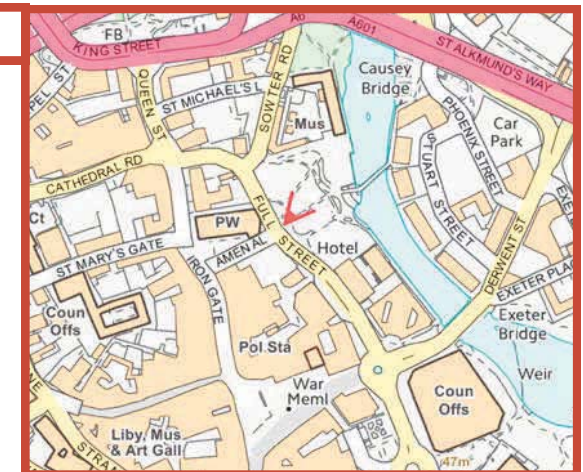 FB
A6
A601
KING STREET
ST ALKMUND'S WAY
Causey
Bridge
QUEEN ST
ST MICHAEL'S L
SOWTER RD
Mus
PHOENIX STREET
Car
Park
STUART STREET
CATHEDRAL RD
PW
FULL STREET
AMEN AL
Hotel
DERWENT ST
Ct
ST MARY'S GATE
IRON GATE
EXETER PLA
Exeter
Bridge
Coun
Offs
Pol Sta
Weir
War
Meml
Coun
Offs
Liby, Mus
& Art Gall
47m